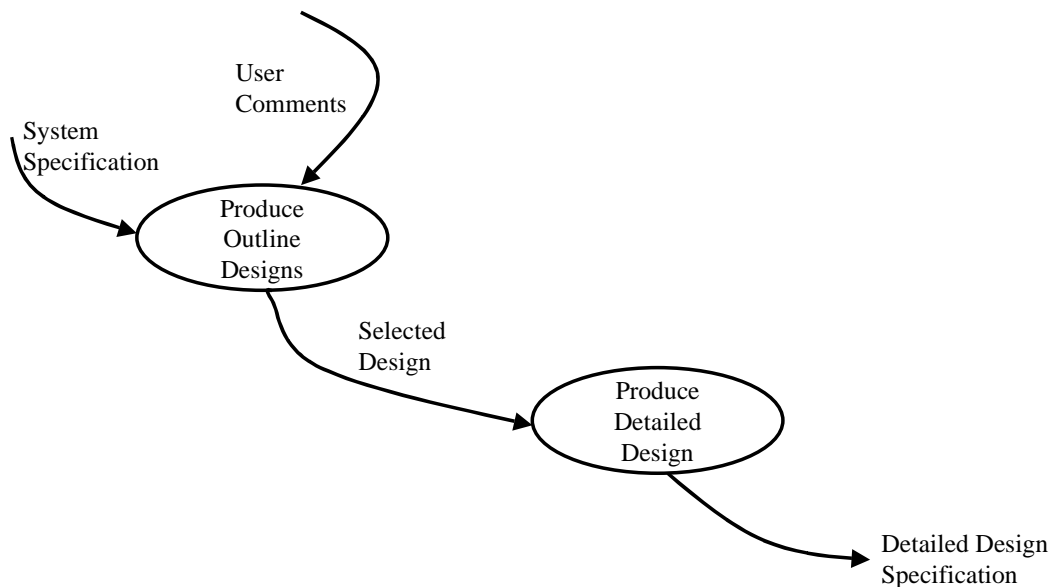 User
Comments
System
Specification
Produce
Outline
Designs
Selected
Design
Produce
Detailed
Design
Detailed Design
Specification